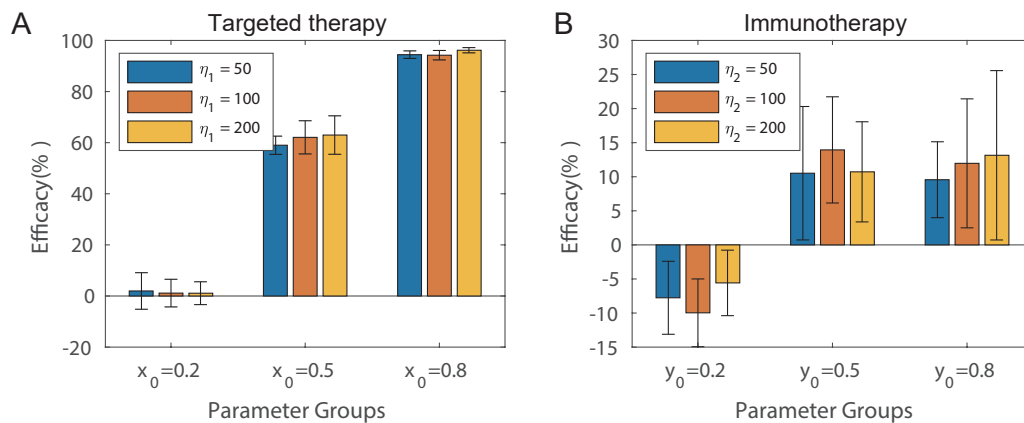 A
Targeted therapy
Efficacy(%)
100
80
60
40
20
0
-20
η₁ = 50
η₁ = 100
η₁ = 200
x₀=0.2
x₀=0.5
x₀=0.8
Parameter Groups
B
Immunotherapy
Efficacy(%)
30
25
20
15
10
5
0
-5
-10
-15
η₂ = 50
η₂ = 100
η₂ = 200
y₀=0.2
y₀=0.5
y₀=0.8
Parameter Groups